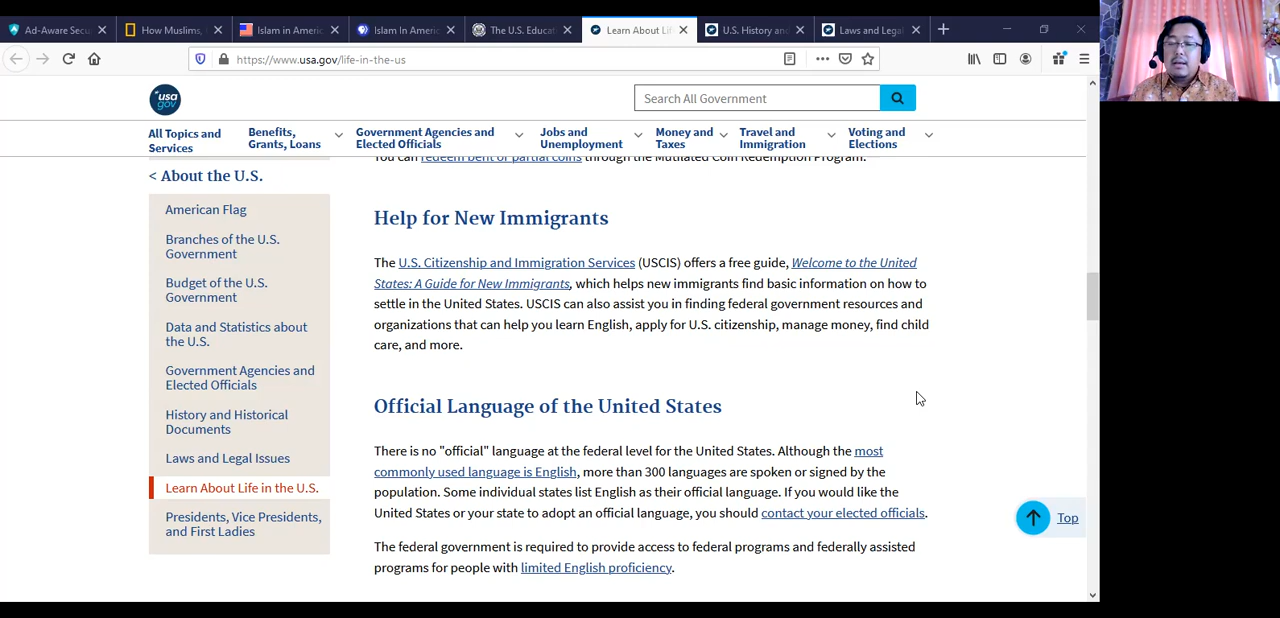 Ad-Aware Secu
How Muslims,
Islam in Americ
Islam In Americ
The U.S. Educat
Learn About Li
U.S. History and
Laws and Legal
https://www.usa.gov/life-in-the-us
usa
gov
Search All Government
All Topics and
Services
Benefits,
Grants, Loans
Government Agencies and
Elected Officials
Jobs and
Unemployment
Money and
Taxes
Travel and
Immigration
Voting and
Elections
You can redeem bent or partial coins through the Mutilated Coin Redemption Program.
< About the U.S.
American Flag
Branches of the U.S.
Government
Budget of the U.S.
Government
Data and Statistics about
the U.S.
Government Agencies and
Elected Officials
History and Historical
Documents
Laws and Legal Issues
Learn About Life in the U.S.
Presidents, Vice Presidents,
and First Ladies
Help for New Immigrants
The U.S. Citizenship and Immigration Services (USCIS) offers a free guide, Welcome to the United
States: A Guide for New Immigrants, which helps new immigrants find basic information on how to
settle in the United States. USCIS can also assist you in finding federal government resources and
organizations that can help you learn English, apply for U.S. citizenship, manage money, find child
care, and more.
Official Language of the United States
There is no "official" language at the federal level for the United States. Although the most
commonly used language is English, more than 300 languages are spoken or signed by the
population. Some individual states list English as their official language. If you would like the
United States or your state to adopt an official language, you should contact your elected officials.
The federal government is required to provide access to federal programs and federally assisted
programs for people with limited English proficiency.
Top